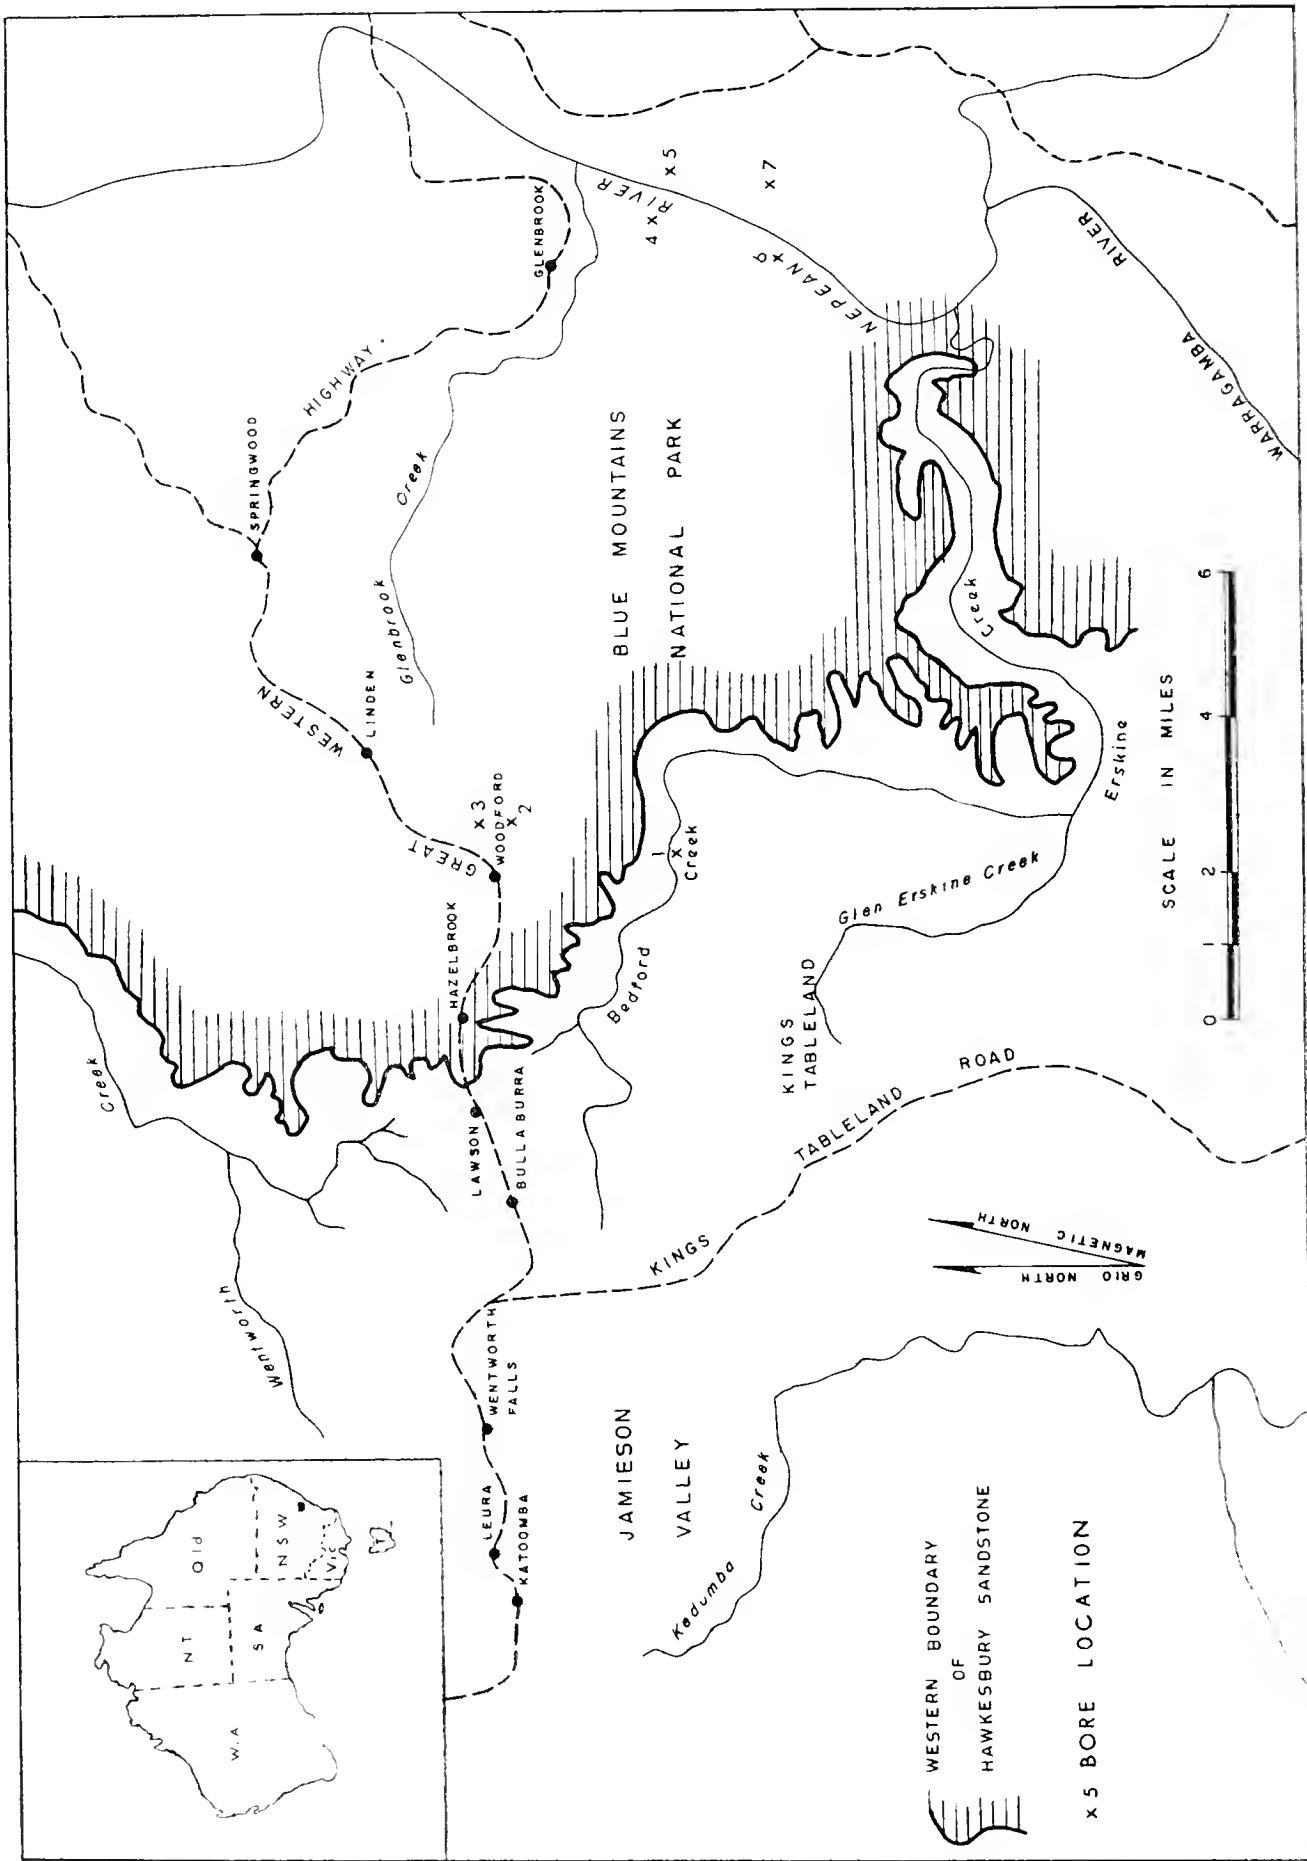 W.A
N T
S A
Qld
N S W
Vic
T
Wentworth
Creek
KATOOMBA
LEURA
WENTWORTH
FALLS
BULLABURRA
LAWSON
HAZELBROOK
WOODFORD
x 3
x
2
LINDEN
SPRINGWOOD
GLENBROOK
GREAT
WESTERN
HIGHWAY.
Glenbrook
Creek
BLUE MOUNTAINS
NATIONAL PARK
NEPEAN
RIVER
4 x
x 5
x
x 7
WARRAGAMBA
RIVER
Bedford
Creek
1
x
JAMIESON
VALLEY
Kedumba
Creek
KINGS
TABLELAND
ROAD
KINGS
TABLELAND
Glen Erskine Creek
Erskine
Creek
GRID NORTH
MAGNETIC NORTH
WESTERN BOUNDARY
OF
HAWKESBURY SANDSTONE
x 5 BORE LOCATION
0 1 2 4 6
SCALE IN MILES